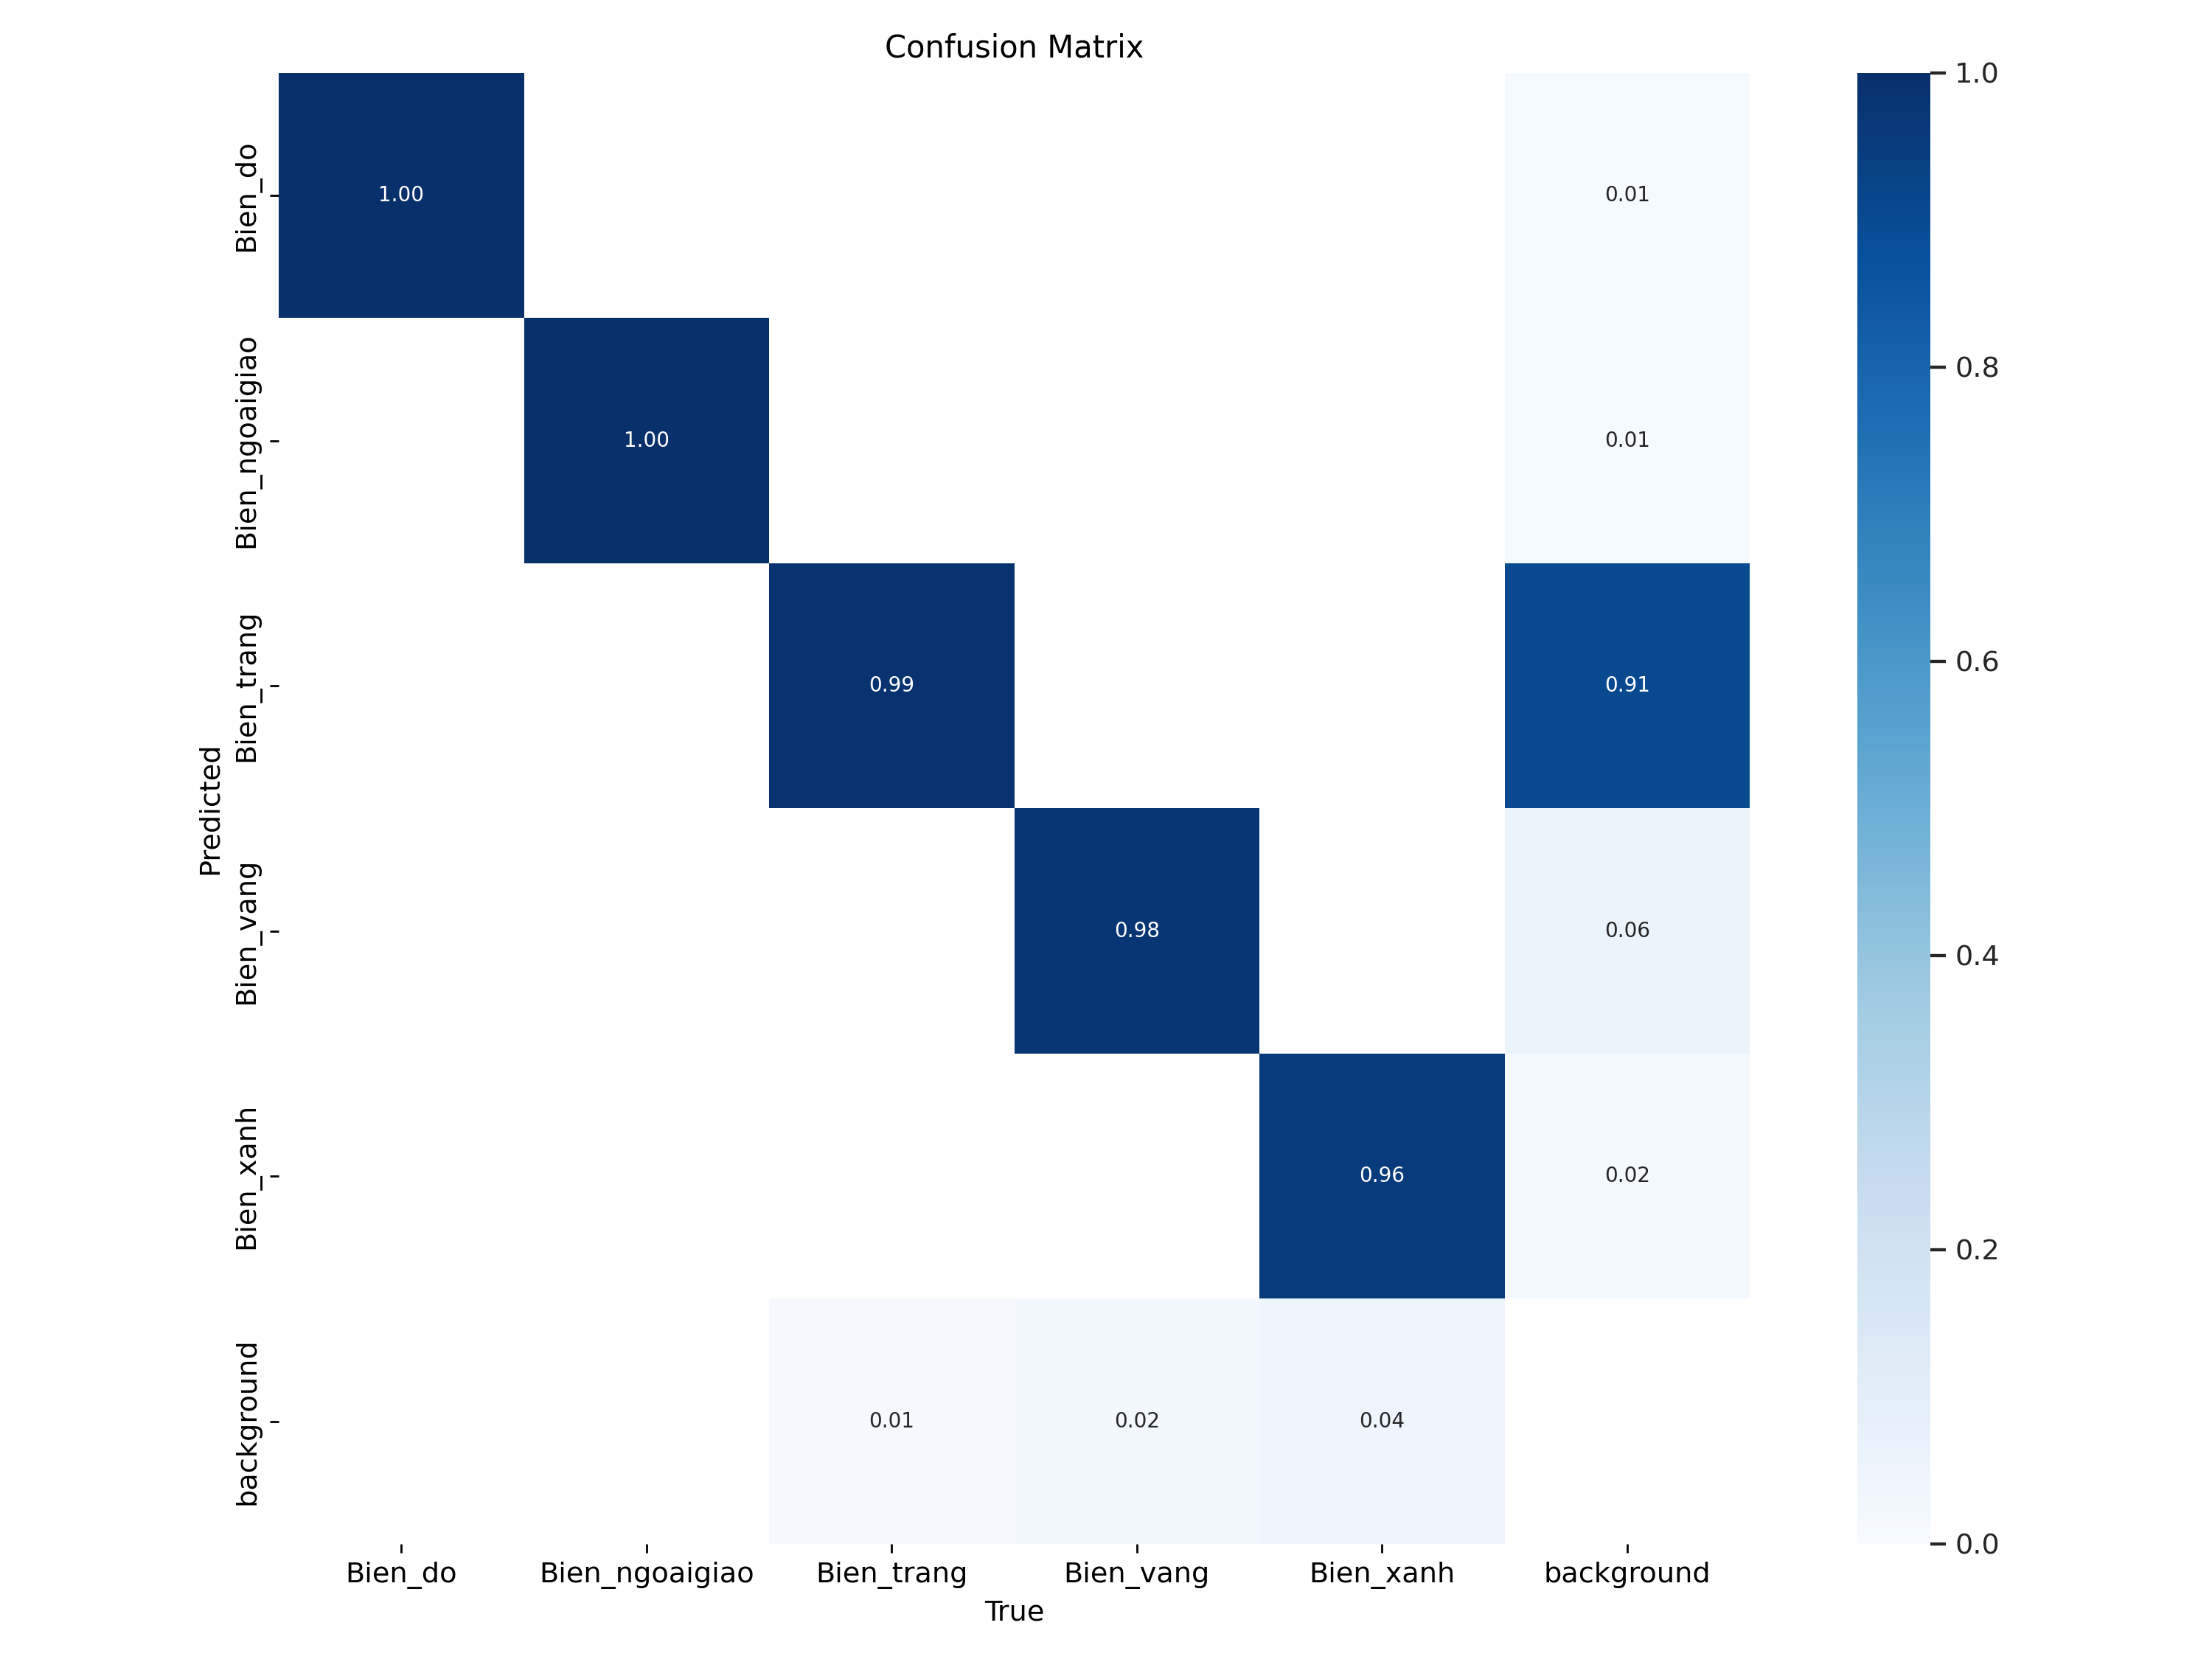 Confusion Matrix
Bien_do
1.00
0.01
Bien_ngoaigiao
1.00
0.01
Bien_trang
0.99
0.91
Bien_vang
0.98
0.06
Bien_xanh
0.96
0.02
background
0.01
0.02
0.04
Predicted
Bien_do Bien_ngoaigiao Bien_trang Bien_vang Bien_xanh background
True
1.0
0.8
0.6
0.4
0.2
0.0